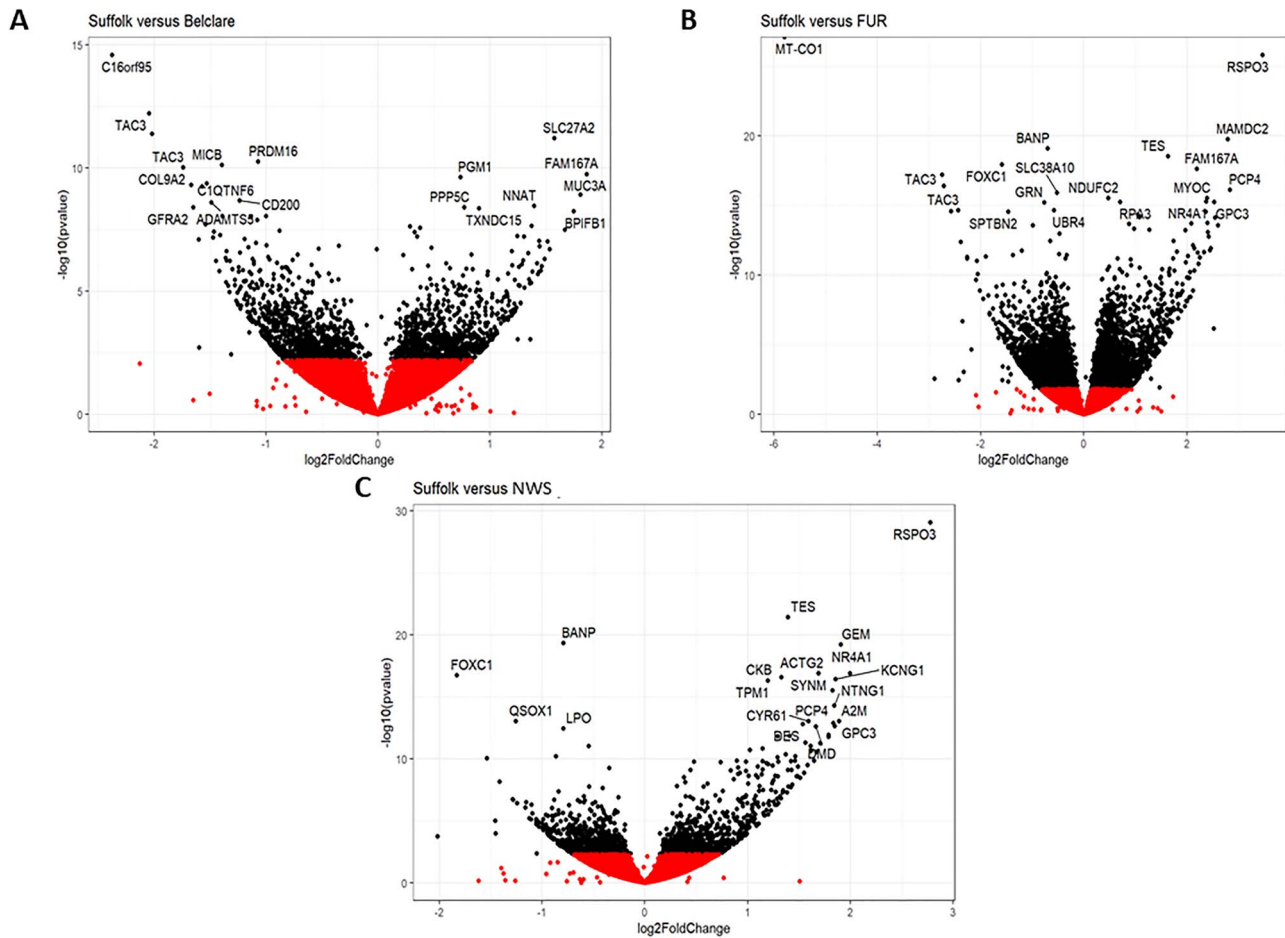 A
Suffolk versus Belclare
15
C16orf95
TAC3
SLC27A2
MICB
PRDM16
TAC3
PGM1
FAM167A
COL9A2
C1QTNF6
MUC3A
PPP5C
NNAT
CD200
GFRA2
ADAMTS5
TXNDC15
BPIFB1
10
5
0
-log10(pvalue)
-2
-1
0
1
2
log2FoldChange
B
Suffolk versus FUR
MT-CO1
RSPO3
20
MAMDC2
BANP
TES
FAM167A
SLC38A10
FOXC1
TAC3
NDUFC2
PCP4
GRN
MYOC
TAC3
RPA3
NR4A1
GPC3
SPTBN2
UBR4
10
0
-log10(pvalue)
-6
-4
-2
0
2
log2FoldChange
C
Suffolk versus NWS
30
RSPO3
TES
20
BANP
GEM
NR4A1
FOXC1
ACTG2
KCNG1
CKB
SYNM
TPM1
NTNG1
QSOX1
PCP4
A2M
CYR61
LPO
GPC3
DES
DMD
10
0
-log10(pvalue)
-2
-1
0
1
2
3
log2FoldChange